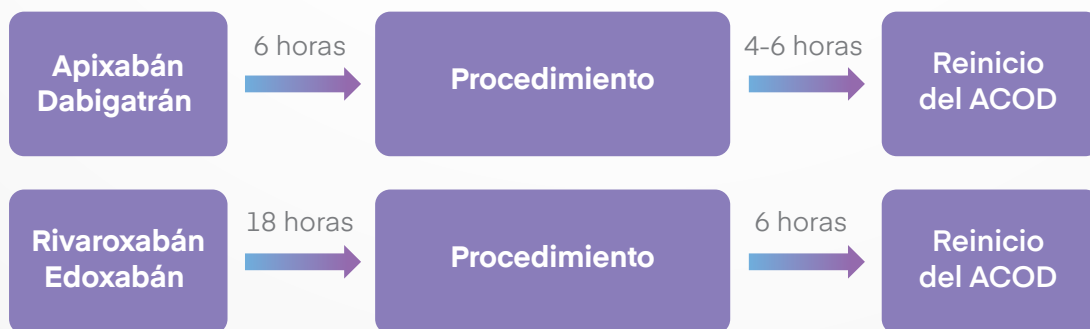 Apixabán
Dabigatrán
6 horas
Procedimiento
4-6 horas
Reinicio
del ACOD
Rivaroxabán
Edoxabán
18 horas
Procedimiento
6 horas
Reinicio
del ACOD